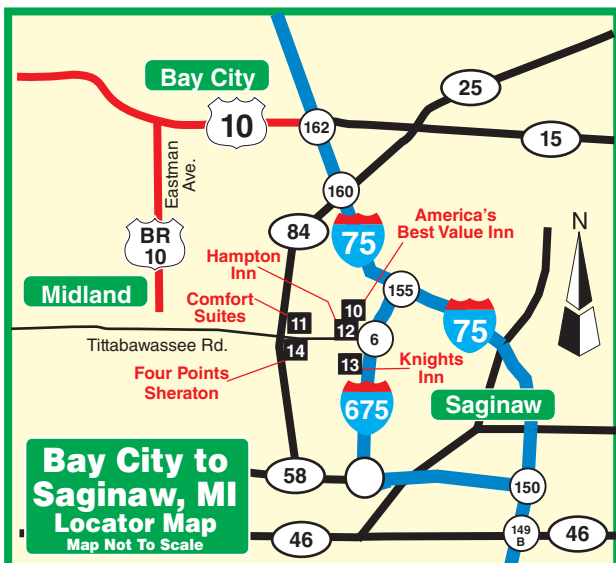 Bay City
25
10
162
15
Eastman
Ave.
160
America's
Best Value Inn
N
84
75
BR
10
Hampton
Inn
Midland
155
Comfort
Suites
10
11
12
75
6
Tittabawassee Rd.
14
13
Knights
Inn
Four Points
Sheraton
675
Saginaw
Bay City to
Saginaw, MI
Locator Map
Map Not To Scale
58
150
46
149
B
46